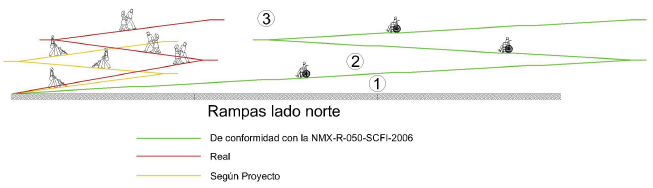 3
2
1
Rampas lado norte
De conformidad con la NMX-R-050-SCFI-2006
Real
Según Proyecto